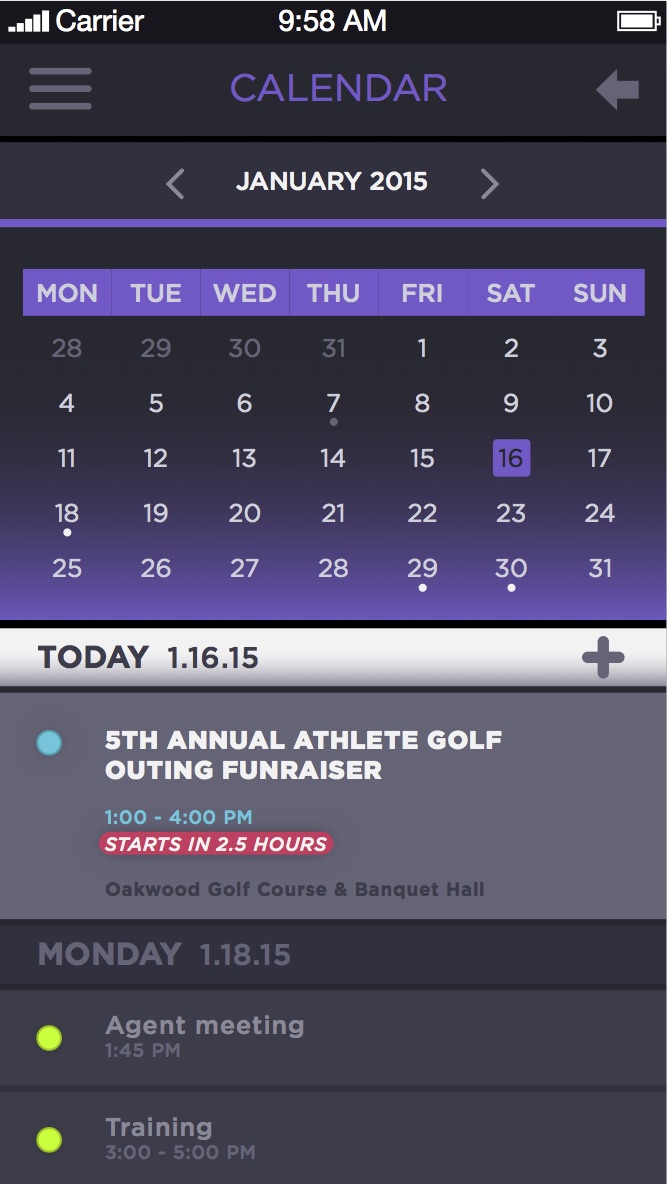 Carrier 9:58 AM
CALENDAR
JANUARY 2015
MON TUE WED THU FRI SAT SUN
28 29 30 31 1 2 3
4 5 6 7 8 9 10
11 12 13 14 15 16 17
18 19 20 21 22 23 24
25 26 27 28 29 30 31
TODAY 1.16.15
5TH ANNUAL ATHLETE GOLF
OUTING FUNRAISER
1:00 - 4:00 PM
STARTS IN 2.5 HOURS
Oakwood Golf Course & Banquet Hall
MONDAY 1.18.15
Agent meeting
1:45 PM
Training
3:00 - 5:00 PM